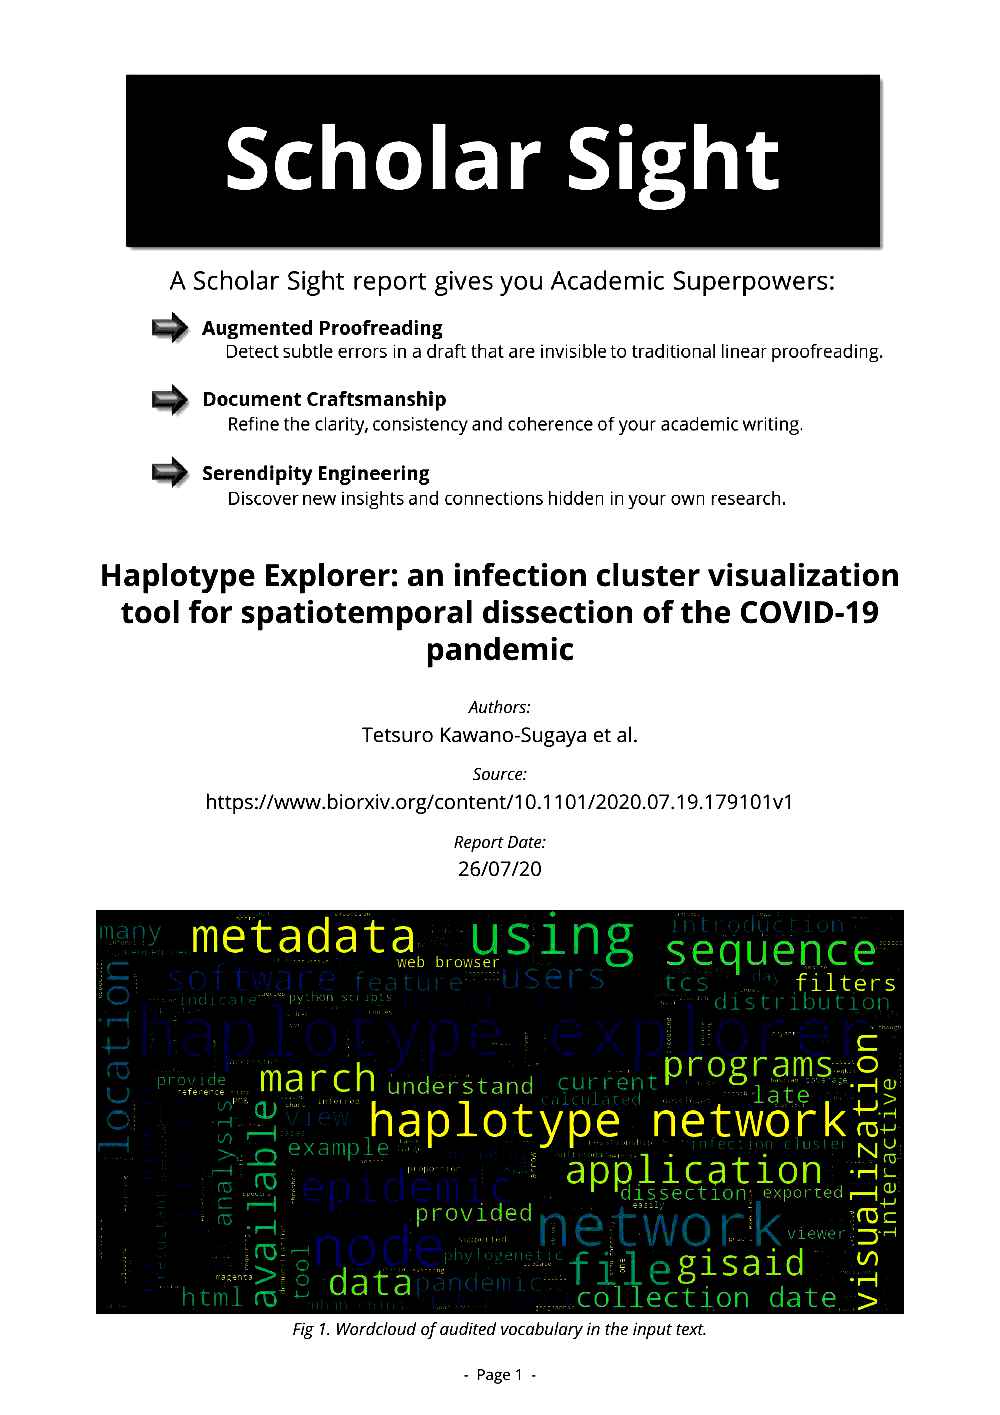 Scholar Sight
A Scholar Sight report gives you Academic Superpowers:
Augmented Proofreading
Detect subtle errors in a draft that are invisible to traditional linear proofreading.
Document Craftsmanship
Refine the clarity, consistency and coherence of your academic writing.
Serendipity Engineering
Discover new insights and connections hidden in your own research.
Haplotype Explorer: an infection cluster visualization
tool for spatiotemporal dissection of the COVID-19
pandemic
Authors:
Tetsuro Kawano-Sugaya et al.
Source:
https://www.biorxiv.org/content/10.1101/2020.07.19.179101v1
Report Date:
26/07/20
many
metadata
using
introduction
sequence
web browser
software
feature
users
tcs
day
filters
location
indicate
python scripts
distribution
haplotype explorer
provide
reference
march
understand
current
programs
calculated
late
view
haplotype network
example
infection cluster
analysis
available
application
epidemic
dissection
exported
easily
provided
network
viewer
visualization
interactive
node
supported
phylogenetic
magenta
tool
data
pandemic
file
gisaid
html
collection date
Fig 1. Wordcloud of audited vocabulary in the input text.
- Page 1 -